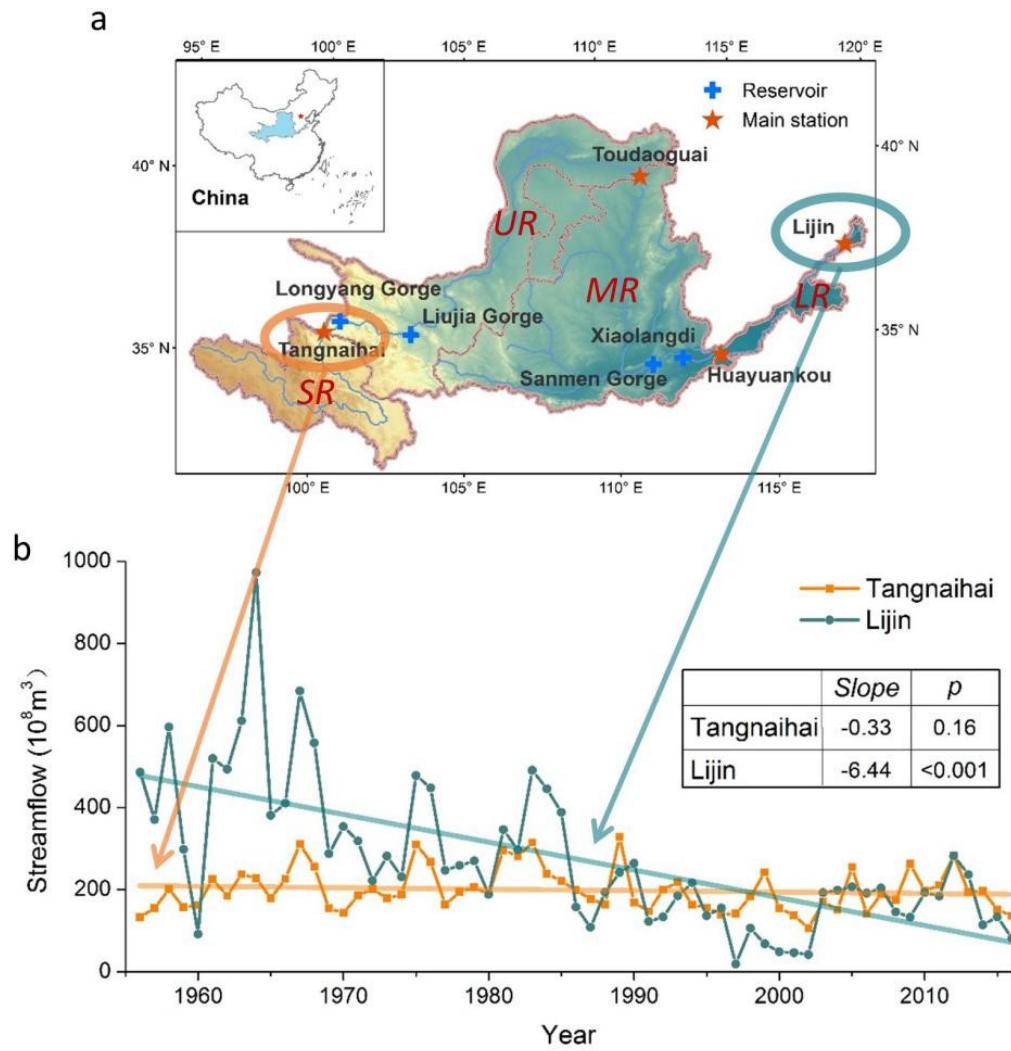 a
95° E 100° E 105° E 110° E 115° E 120° E
Reservoir
Main station
40° N
40° N
Toudaoguai
China
UR
Lijin
Longyang Gorge
MR
LR
Liujia Gorge
35° N
Xiaolangdi
35° N
Tangnaihai
Sanmen Gorge
Huayuankou
SR
100° E 105° E 110° E 115° E
b
1000
800
600
400
200
0
Streamflow (10⁸m³)
Tangnaihai
Lijin
Slope p
Tangnaihai -0.33 0.16
Lijin -6.44 <0.001
1960 1970 1980 1990 2000 2010
Year